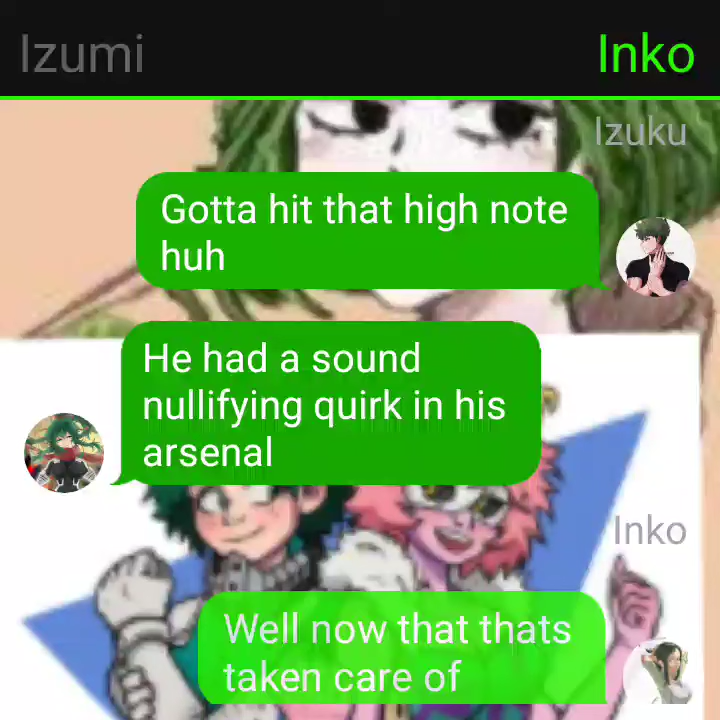 Izumi
Inko
Izuku
Gotta hit that high note
huh
He had a sound
nullifying quirk in his
arsenal
Inko
Well now that thats
taken care of